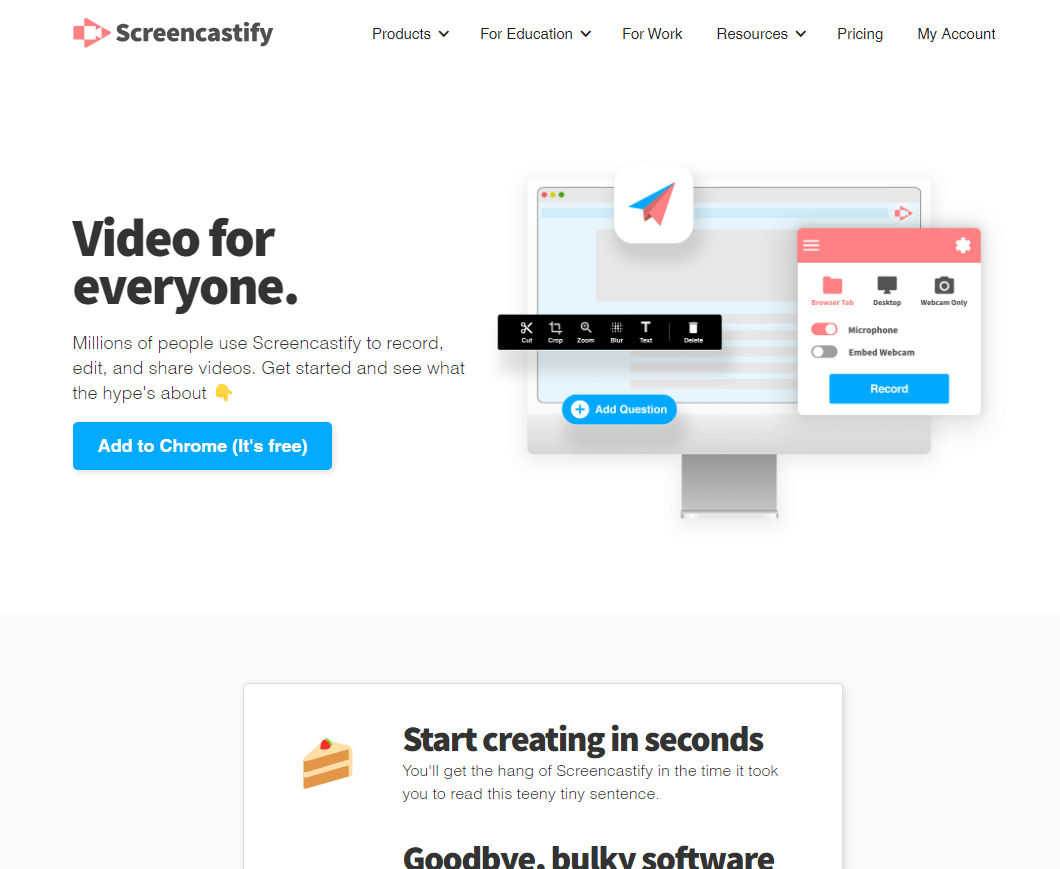 Screencastify
Products
For Education
For Work
Resources
Pricing
My Account
Video for
everyone.
Millions of people use Screencastify to record,
edit, and share videos. Get started and see what
the hype's about 👇
Add to Chrome (It's free)
Browser Tab
Desktop
Webcam Only
Microphone
Embed Webcam
Record
Cut
Crop
Zoom
Blur
Text
Delete
Add Question
Start creating in seconds
You'll get the hang of Screencastify in the time it took
you to read this teeny tiny sentence.
Goodbye, bulky software